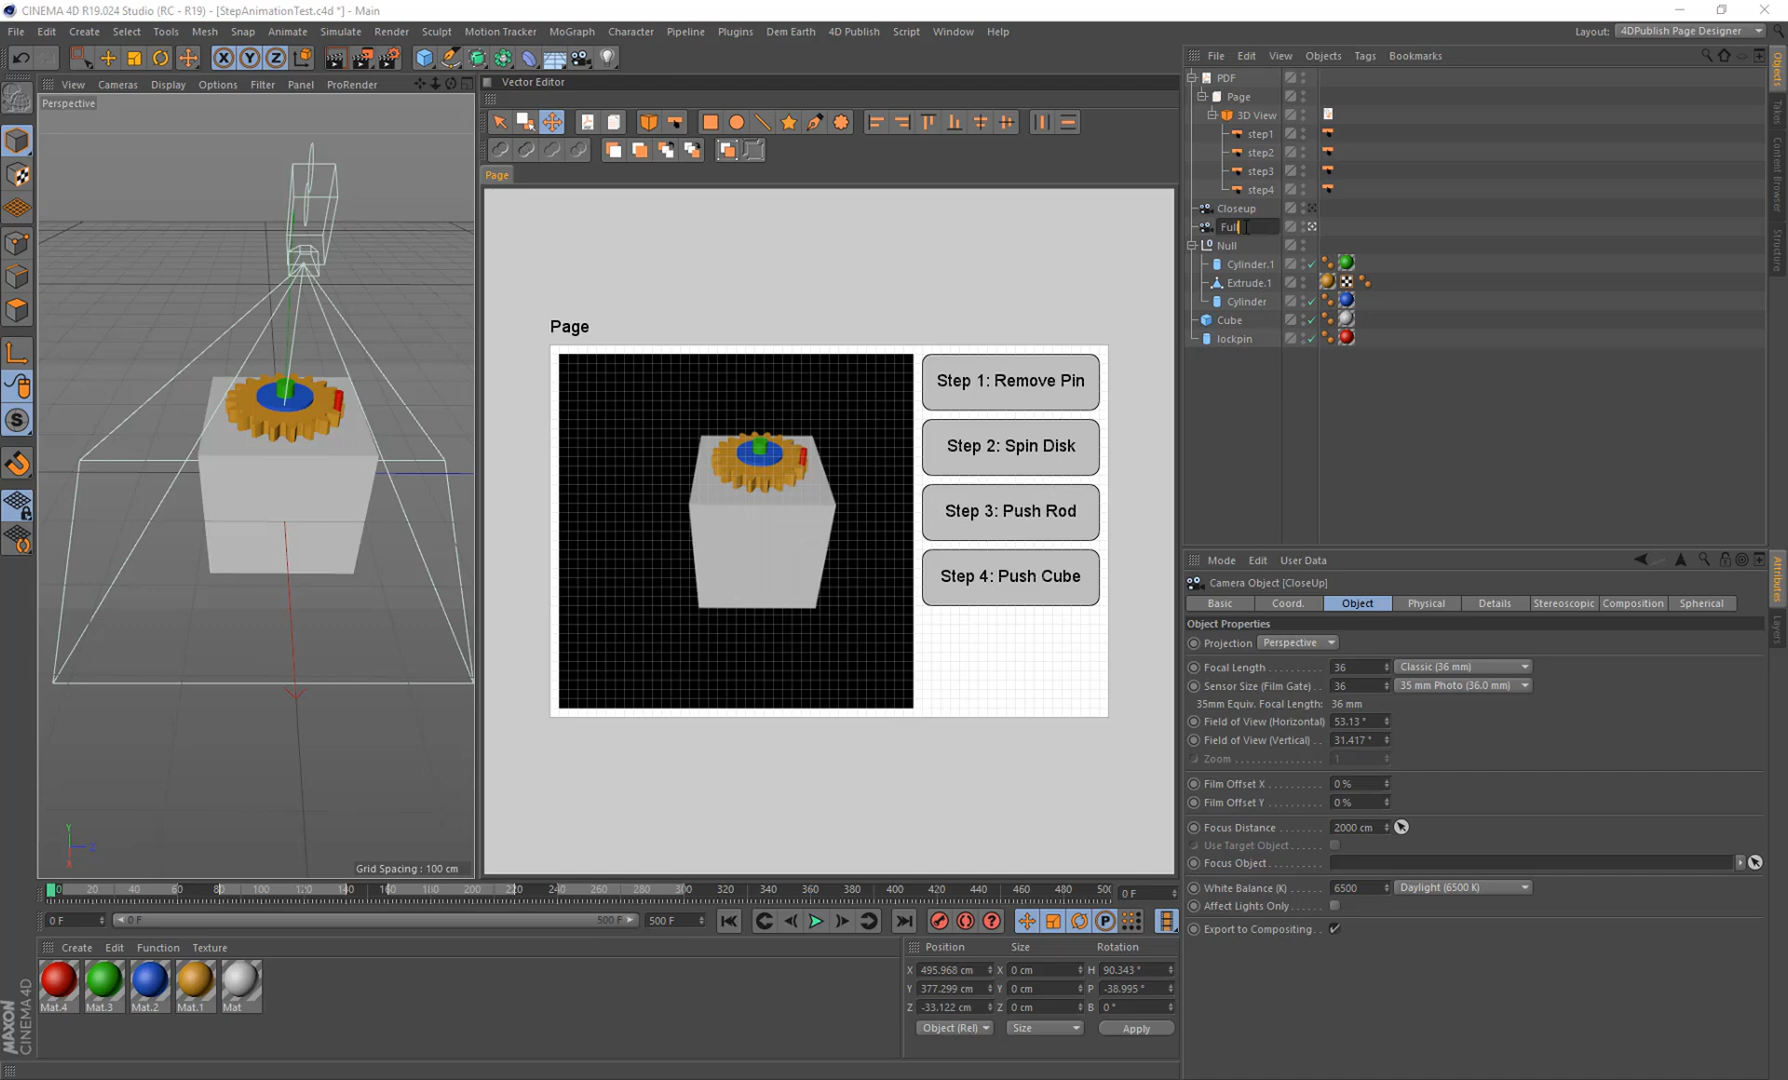 CINEMA 4D R19.024 Studio (RC - R19) - [StepAnimationTest.c4d *] - Main
File Edit Create Select Tools Mesh Snap Animate Simulate Render Sculpt Motion Tracker MoGraph Character Pipeline Plugins Dem Earth 4D Publish Script Window Help
Layout: 4DPublish Page Designer
X Y Z
View Cameras Display Options Filter Panel ProRender
Perspective
Vector Editor
Page
Page
Step 1: Remove Pin
Step 2: Spin Disk
Step 3: Push Rod
Step 4: Push Cube
Y
Z
X
Grid Spacing : 100 cm
File Edit View Objects Tags Bookmarks
PDF
Page
3D View
step1
step2
step3
step4
Closeup
Full
Null
Cylinder.1
Extrude.1
Cylinder
Cube
lockpin
Objects
Takes
Content Browser
Structure
Mode Edit User Data
Camera Object [CloseUp]
Basic Coord. Object Physical Details Stereoscopic Composition Spherical
Object Properties
Projection Perspective
Focal Length 36 Classic (36 mm)
Sensor Size (Film Gate) 36 35 mm Photo (36.0 mm)
35mm Equiv. Focal Length: 36 mm
Field of View (Horizontal) 53.13 °
Field of View (Vertical) 31.417 °
Zoom 1
Film Offset X 0 %
Film Offset Y 0 %
Focus Distance 2000 cm
Use Target Object
Focus Object
White Balance (K) 6500 Daylight (6500 K)
Affect Lights Only
Export to Compositing
Attributes
Layers
0 20 40 60 80 100 120 140 160 180 200 220 240 260 280 300 320 340 360 380 400 420 440 460 480 500
0 F
0 F 0 F 500 F 500 F
P
Create Edit Function Texture
Mat.4 Mat.3 Mat.2 Mat.1 Mat
Position Size Rotation
X 495.968 cm X 0 cm H 90.343 °
Y 377.299 cm Y 0 cm P -38.995 °
Z -33.122 cm Z 0 cm B 0 °
Object (Rel) Size Apply
MAXON
CINEMA 4D